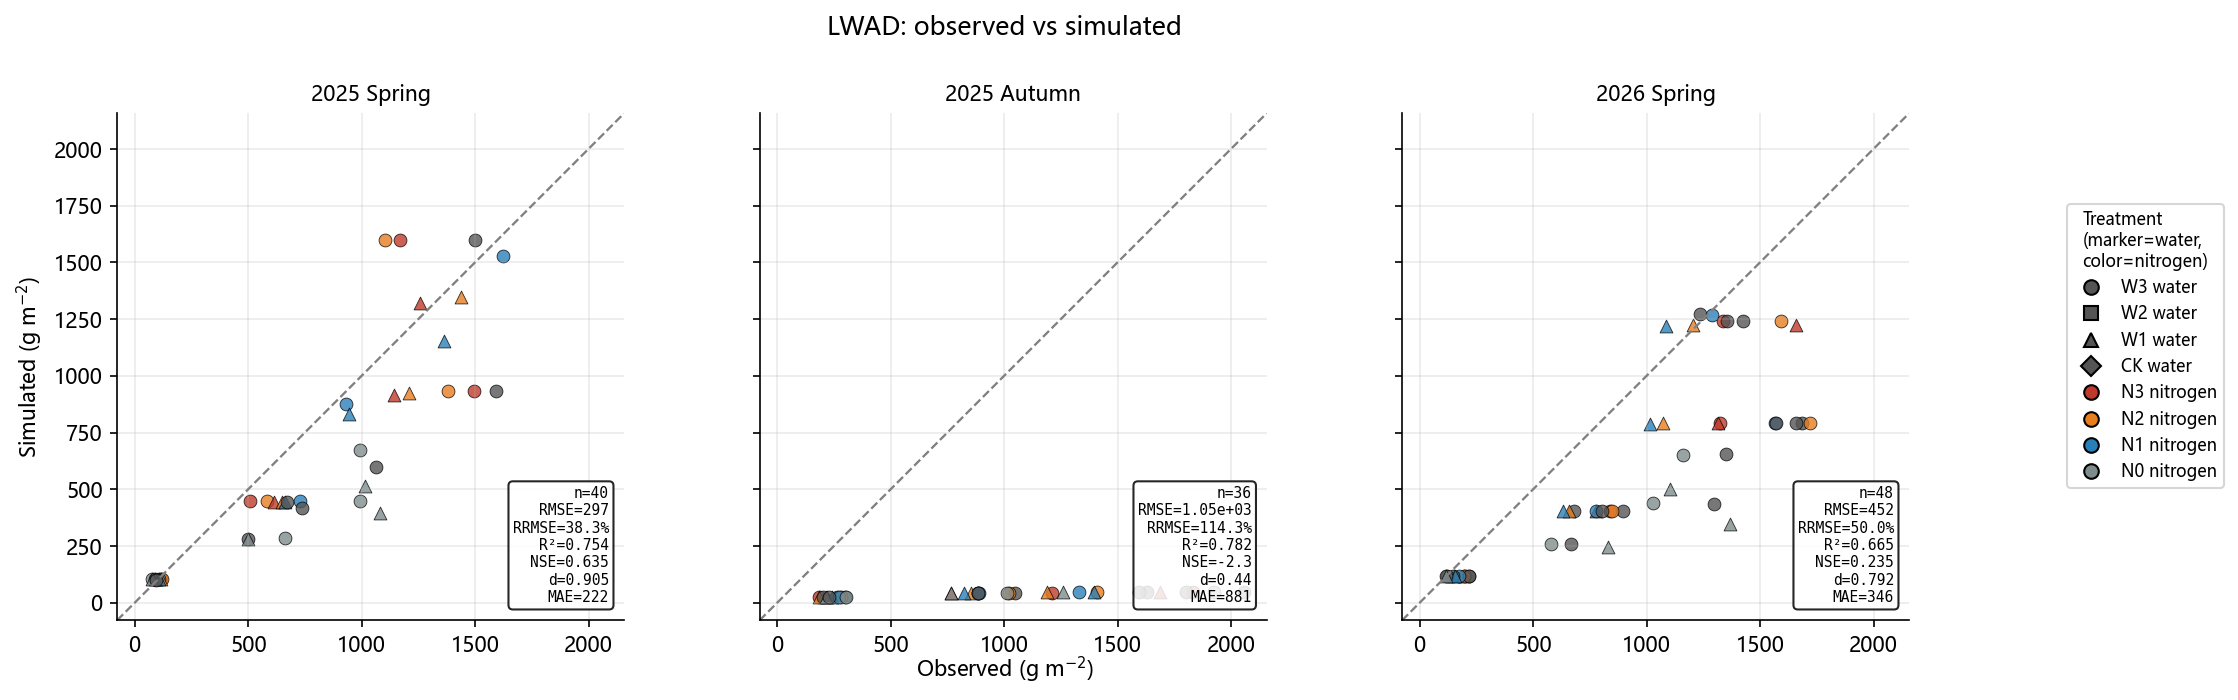 LWAD: observed vs simulated
2025 Spring
2025 Autumn
2026 Spring
Simulated (g m⁻²)
2000
1750
1500
1250
1000
750
500
250
0
0 500 1000 1500 2000
0 500 1000 1500 2000
0 500 1000 1500 2000
Observed (g m⁻²)
n=40
RMSE=297
RRMSE=38.3%
R²=0.754
NSE=0.635
d=0.905
MAE=222
n=36
RMSE=1.05e+03
RRMSE=114.3%
R²=0.782
NSE=-2.3
d=0.44
MAE=881
n=48
RMSE=452
RRMSE=50.0%
R²=0.665
NSE=0.235
d=0.792
MAE=346
Treatment
(marker=water,
color=nitrogen)
W3 water
W2 water
W1 water
CK water
N3 nitrogen
N2 nitrogen
N1 nitrogen
N0 nitrogen